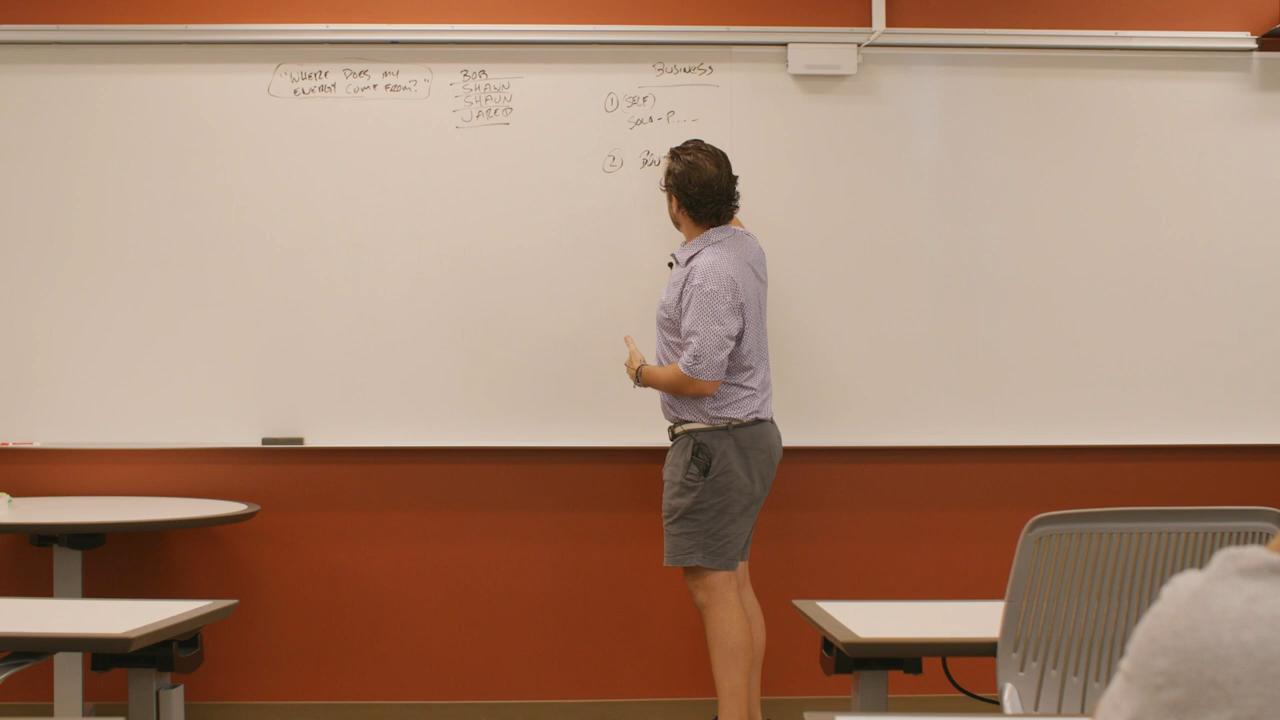 "WHERE DOES MY
ENERGY COME FROM?"
BOB
SHAWN
SHAUN
JARED
BUSINESS
① (SELF)
SOLO-P....
②